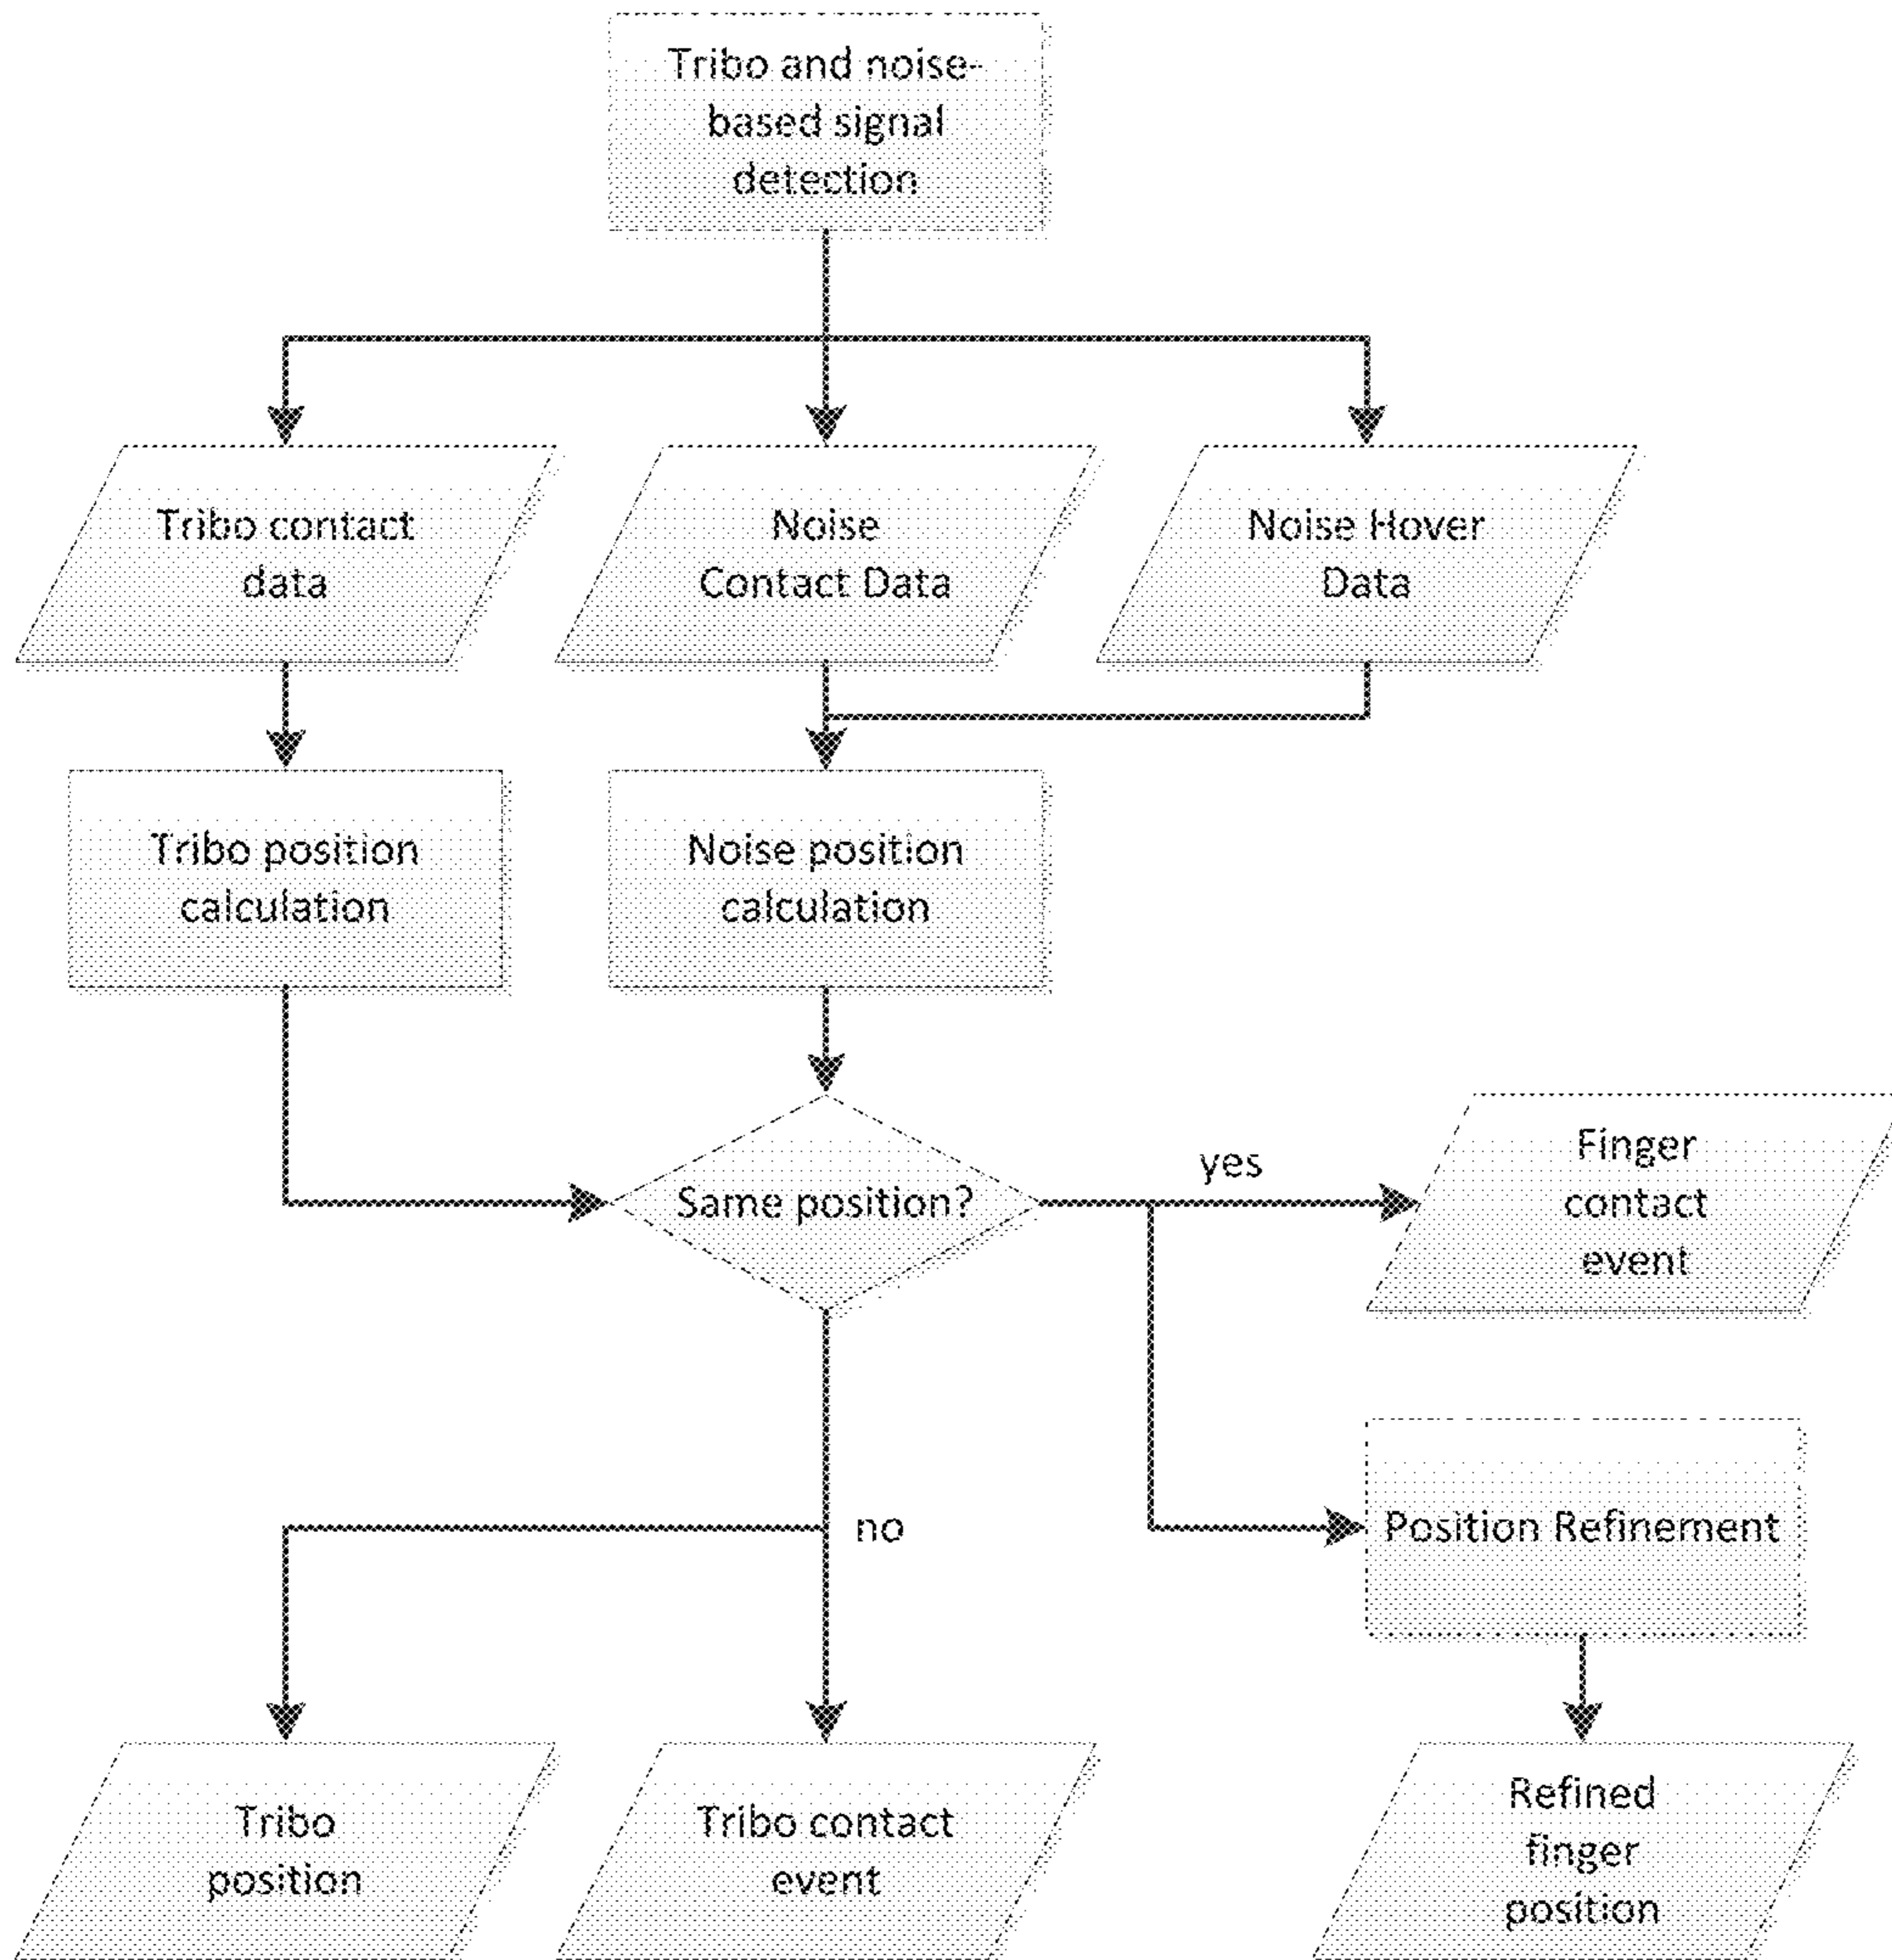 Tribo and noise-
based signal
detection
Tribo contact
data
Noise
Contact Data
Noise Hover
Data
Tribo position
calculation
Noise position
calculation
Same position?
yes
Finger
contact
event
no
Position Refinement
Tribo
position
Tribo contact
event
Refined
finger
position